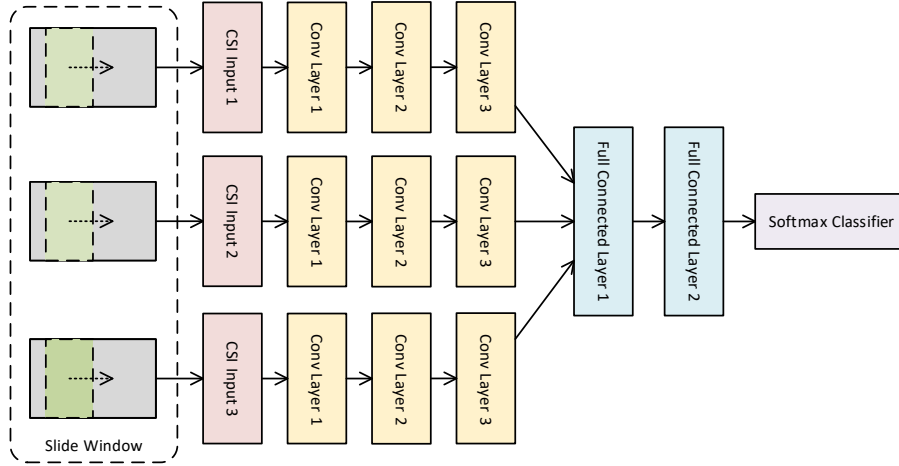 CSI Input 1
Conv Layer 1
Conv Layer 2
Conv Layer 3
CSI Input 2
Conv Layer 1
Conv Layer 2
Conv Layer 3
CSI Input 3
Conv Layer 1
Conv Layer 2
Conv Layer 3
Full Connected Layer 1
Full Connected Layer 2
Softmax Classifier
Slide Window